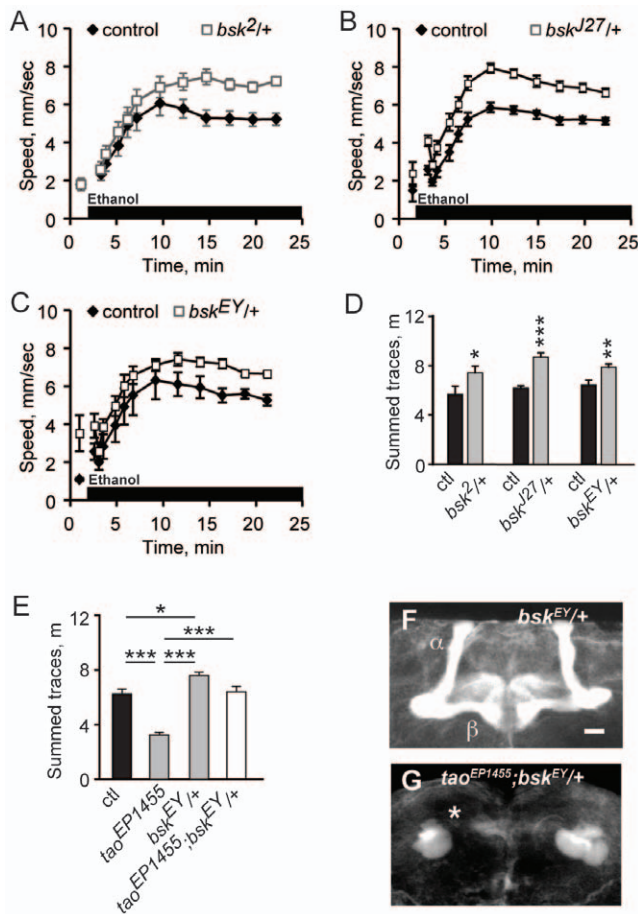 A
control
bsk²/+
Speed, mm/sec
10
8
6
4
2
0
Ethanol
0 5 10 15 20 25
Time, min
B
control
bskJ27/+
Speed, mm/sec
10
8
6
4
2
0
Ethanol
0 5 10 15 20 25
Time, min
C
control
bskEY/+
Speed, mm/sec
10
8
6
4
2
0
Ethanol
0 5 10 15 20 25
Time, min
D
Summed traces, m
12
8
4
0
* *** **
ctl
bsk²/+
ctl
bskJ27/+
ctl
bskEY/+
E
Summed traces, m
12
8
4
0
*
***
*** ***
ctl
taoEP1455
bskEY/+
taoEP1455;bskEY/+
F
bskEY/+
α
β
G
taoEP1455;bskEY/+
*